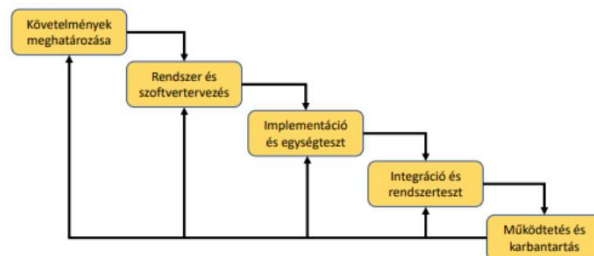 Követelmények
meghatározása
Rendszer és
szoftvertervezés
Implementáció
és egységteszt
Integráció és
rendszerteszt
Működtetés és
karbantartás